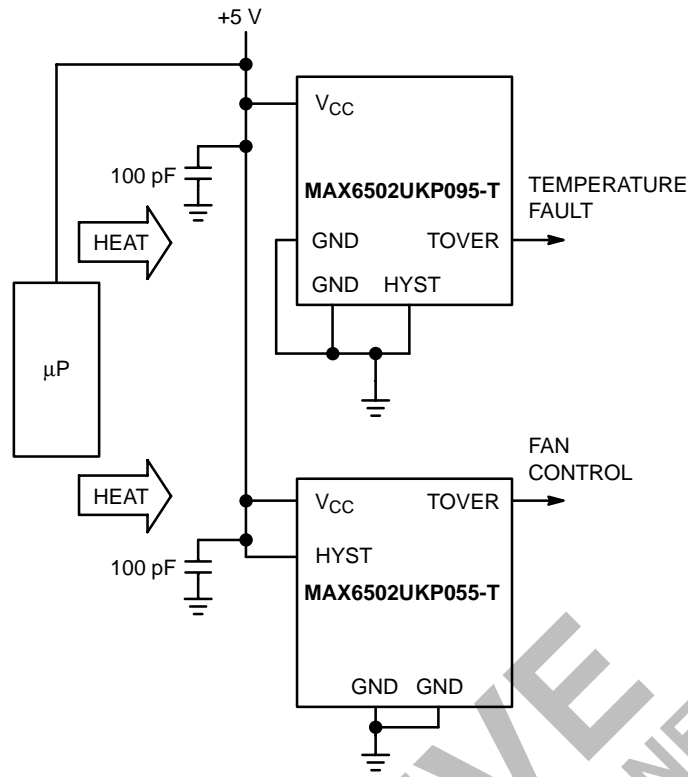 +5 V
VCC
100 pF
MAX6502UKP095-T
TEMPERATURE
FAULT
HEAT
GND
TOVER
GND
HYST
μP
FAN
CONTROL
HEAT
VCC
TOVER
HYST
100 pF
MAX6502UKP055-T
GND
GND